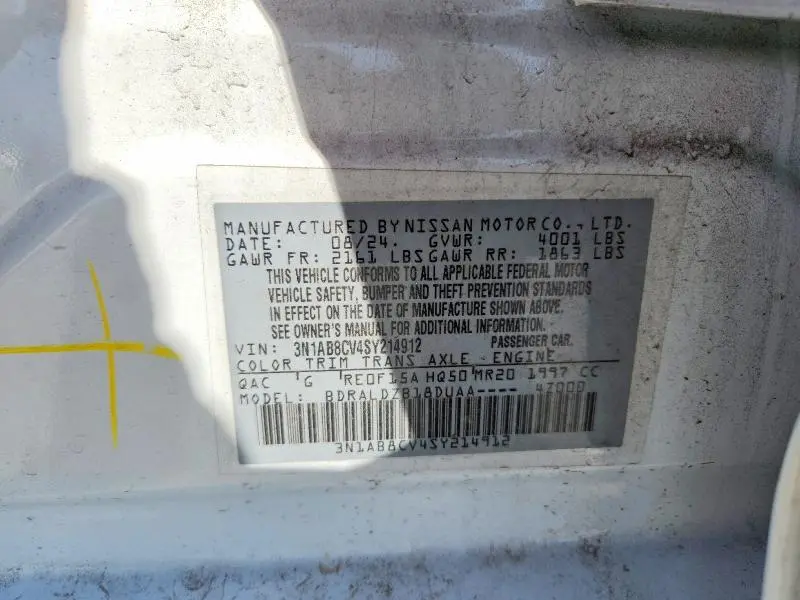 MANUFACTURED BY NISSAN MOTOR CO., LTD.
DATE: 08/24. GVWR: 4001 LBS
GAWR FR: 2161 LBS GAWR RR: 1863 LBS
THIS VEHICLE CONFORMS TO ALL APPLICABLE FEDERAL MOTOR
VEHICLE SAFETY, BUMPER AND THEFT PREVENTION STANDARDS
IN EFFECT ON THE DATE OF MANUFACTURE SHOWN ABOVE.
SEE OWNER'S MANUAL FOR ADDITIONAL INFORMATION.
VIN: 3N1AB8CV4SY214912 PASSENGER CAR.
COLOR TRIM TRANS AXLE ENGINE
QAC G RE0F15A HQ50 MR20 1997 CC
MODEL: BDRALDZB18DUAA---- 4Z000
3N1AB8CV4SY214912